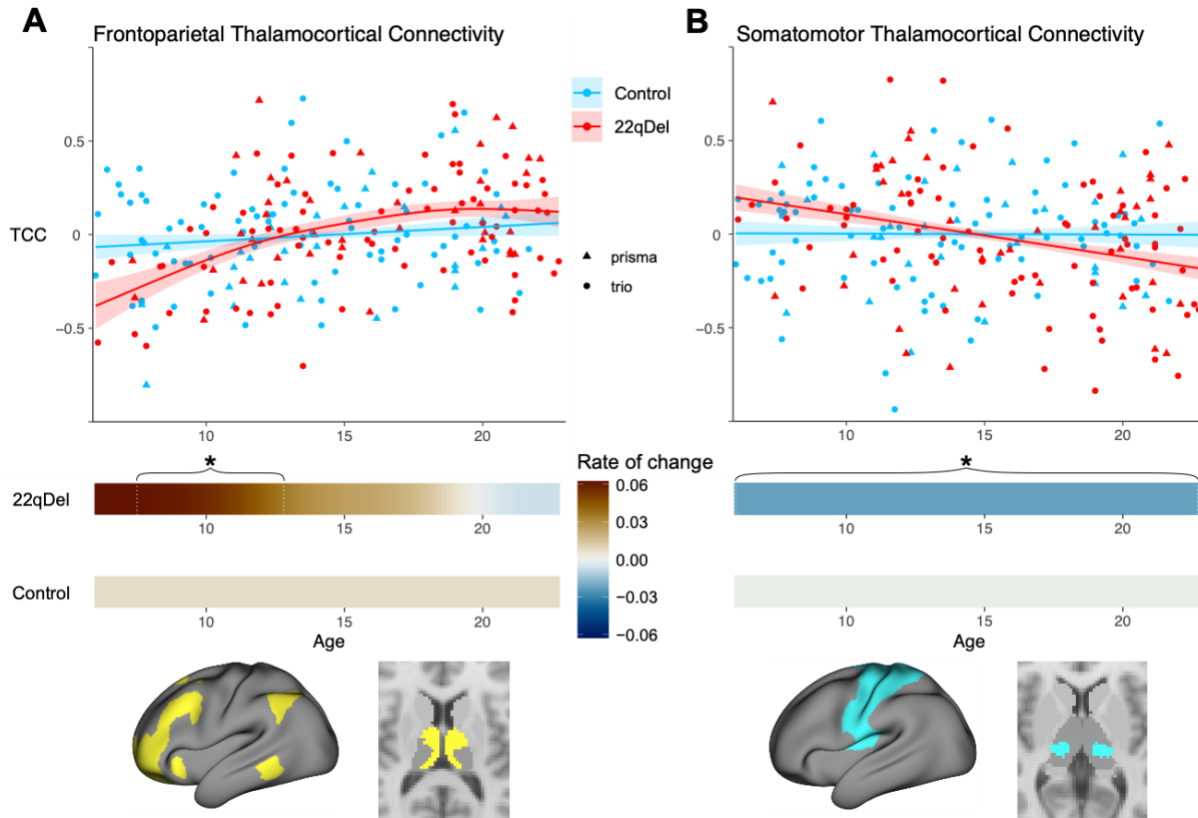 A
B
Frontoparietal Thalamocortical Connectivity
Somatomotor Thalamocortical Connectivity
Control
22qDel
TCC
0.5
0
−0.5
prisma
trio
10
15
20
0.5
0
−0.5
10
15
20
*
*
22qDel
10
15
20
10
15
20
Rate of change
0.06
0.03
0.00
−0.03
−0.06
Control
10
15
20
Age
10
15
20
Age